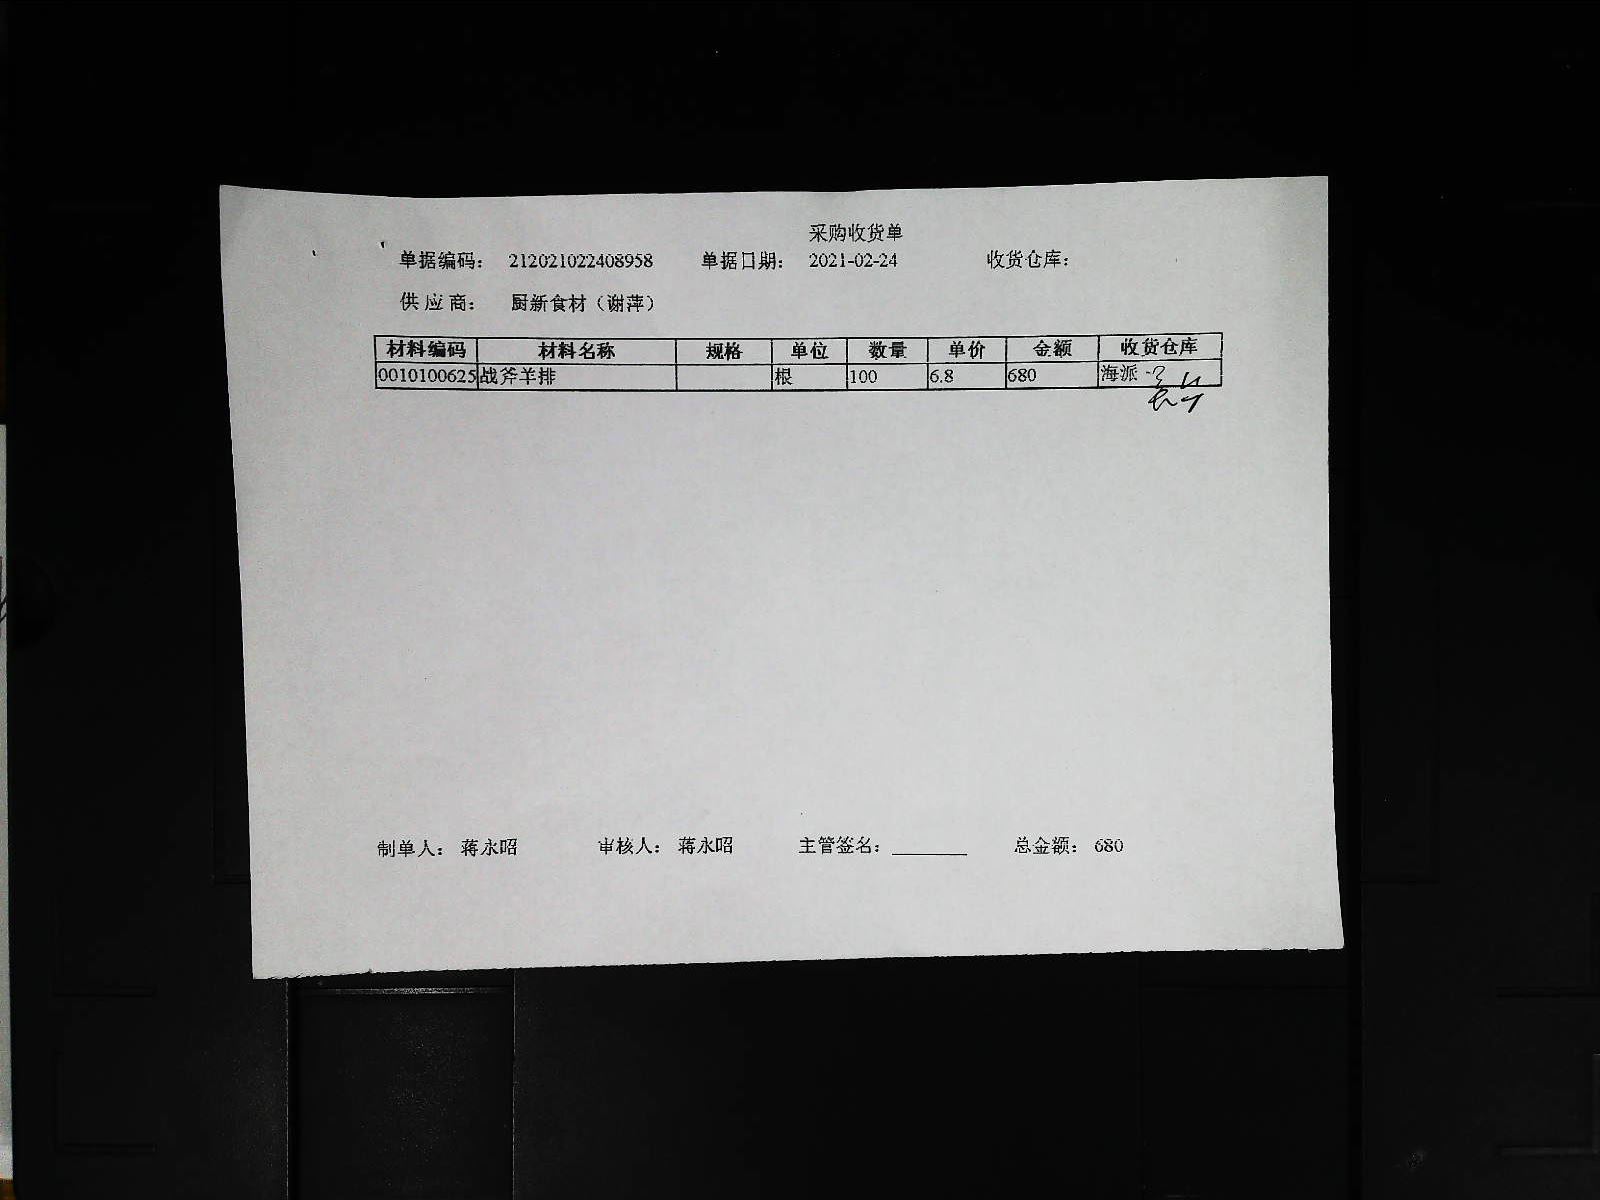 采购收货单
单据编码： 212021022408958 单据日期： 2021-02-24 收货仓库：
供 应 商： 厨新食材（谢萍）
材料编码 材料名称 规格 单位 数量 单价 金额 收货仓库
0010100625 战斧羊排 根 100 6.8 680 海派
制单人： 蒋永昭 审核人： 蒋永昭 主管签名： 总金额： 680